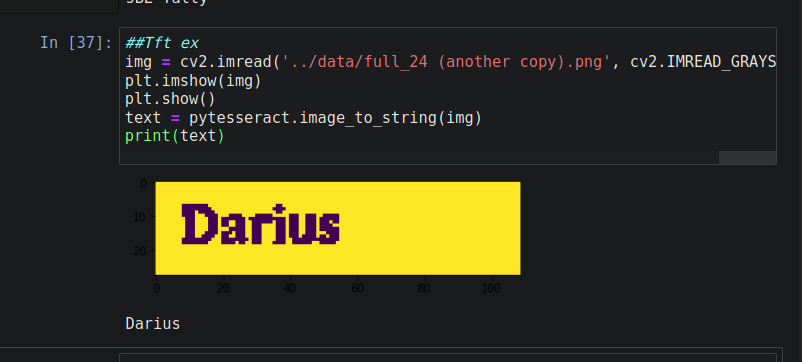 In [37]:
##Tft ex
img = cv2.imread('../data/full_24 (another copy).png', cv2.IMREAD_GRAYS
plt.imshow(img)
plt.show()
text = pytesseract.image_to_string(img)
print(text)
0
10
20
Darius
0 20 40 60 80 100
Darius